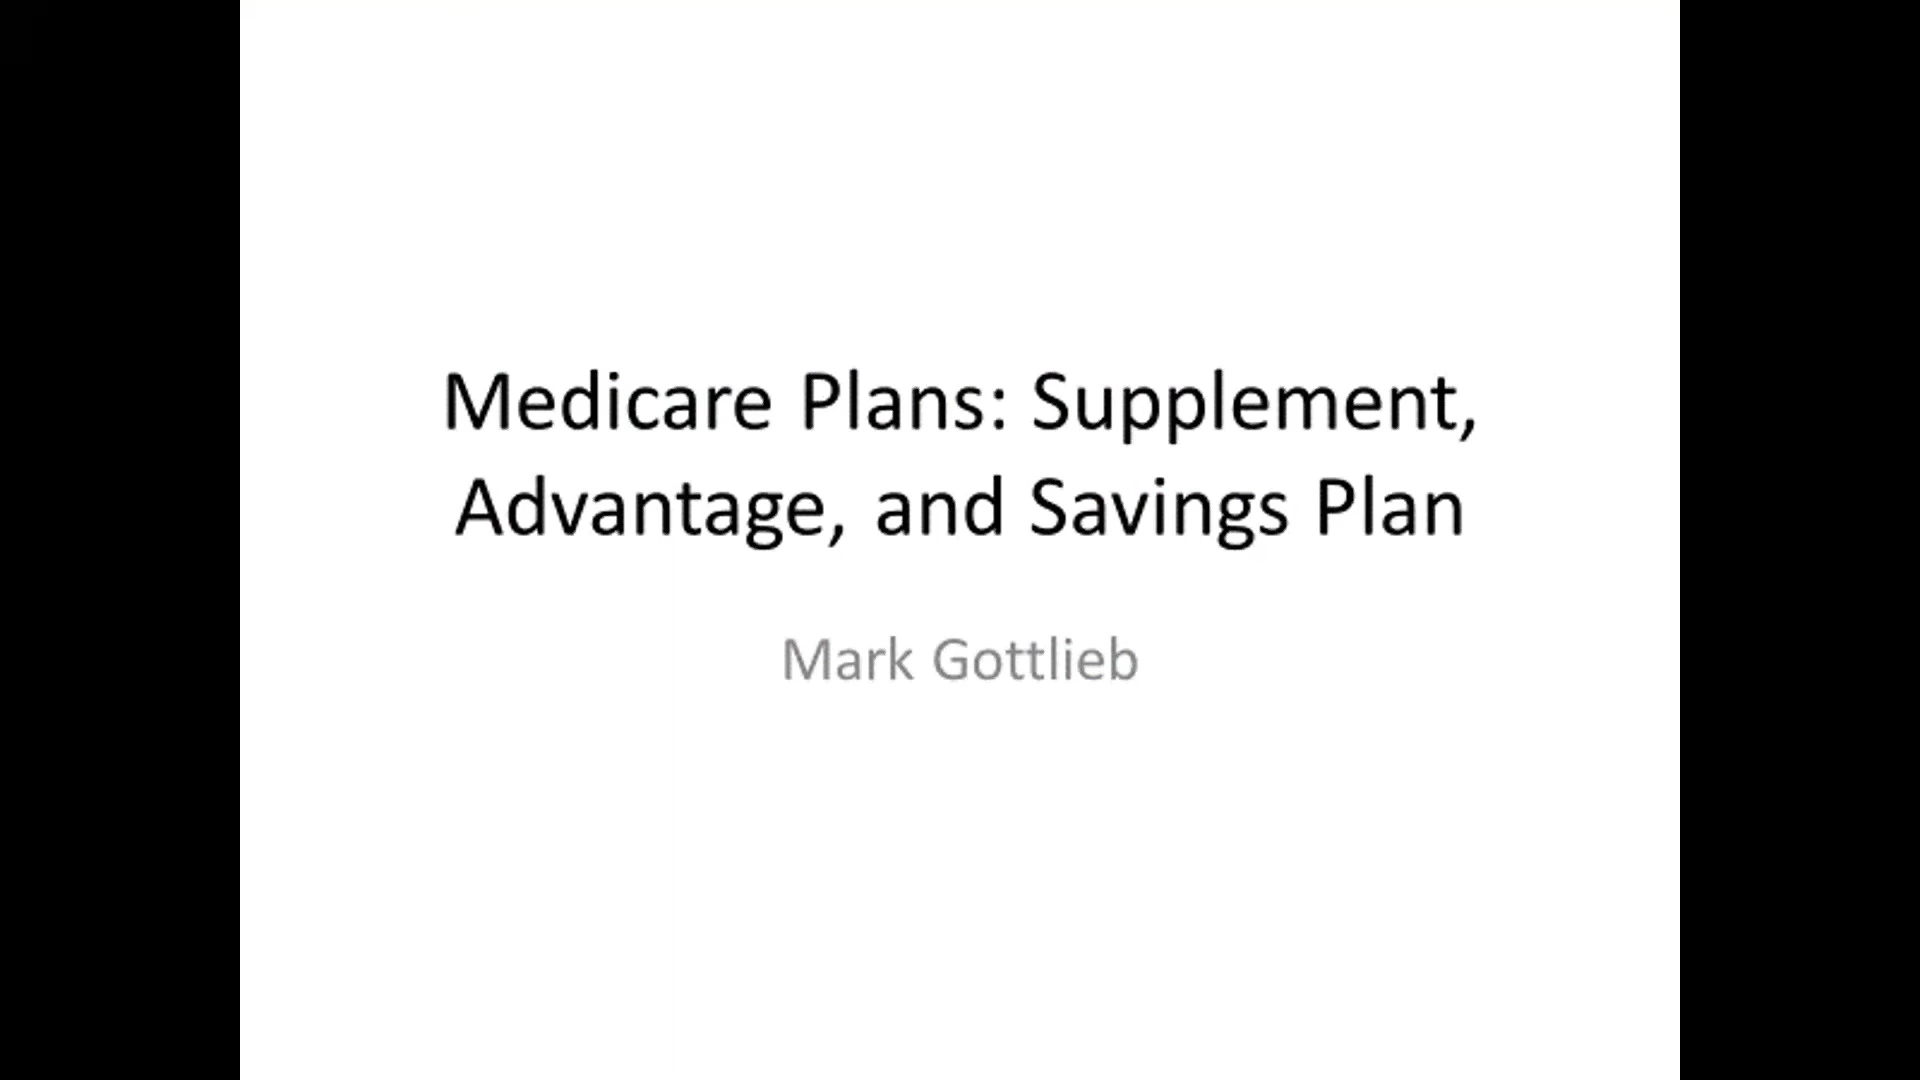 Medicare Plans: Supplement,
Advantage, and Savings Plan
Mark Gottlieb